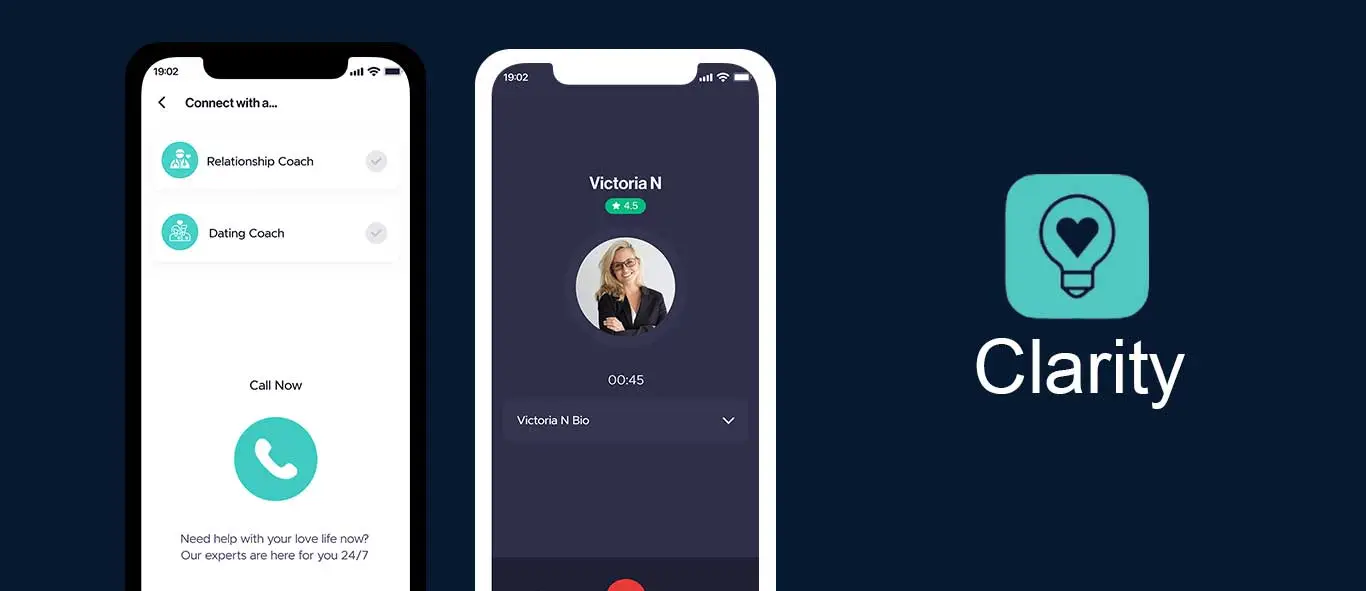 19:02
Connect with a...
Relationship Coach
Dating Coach
Call Now
Need help with your love life now?
Our experts are here for you 24/7
19:02
Victoria N
4.5
00:45
Victoria N Bio
Clarity